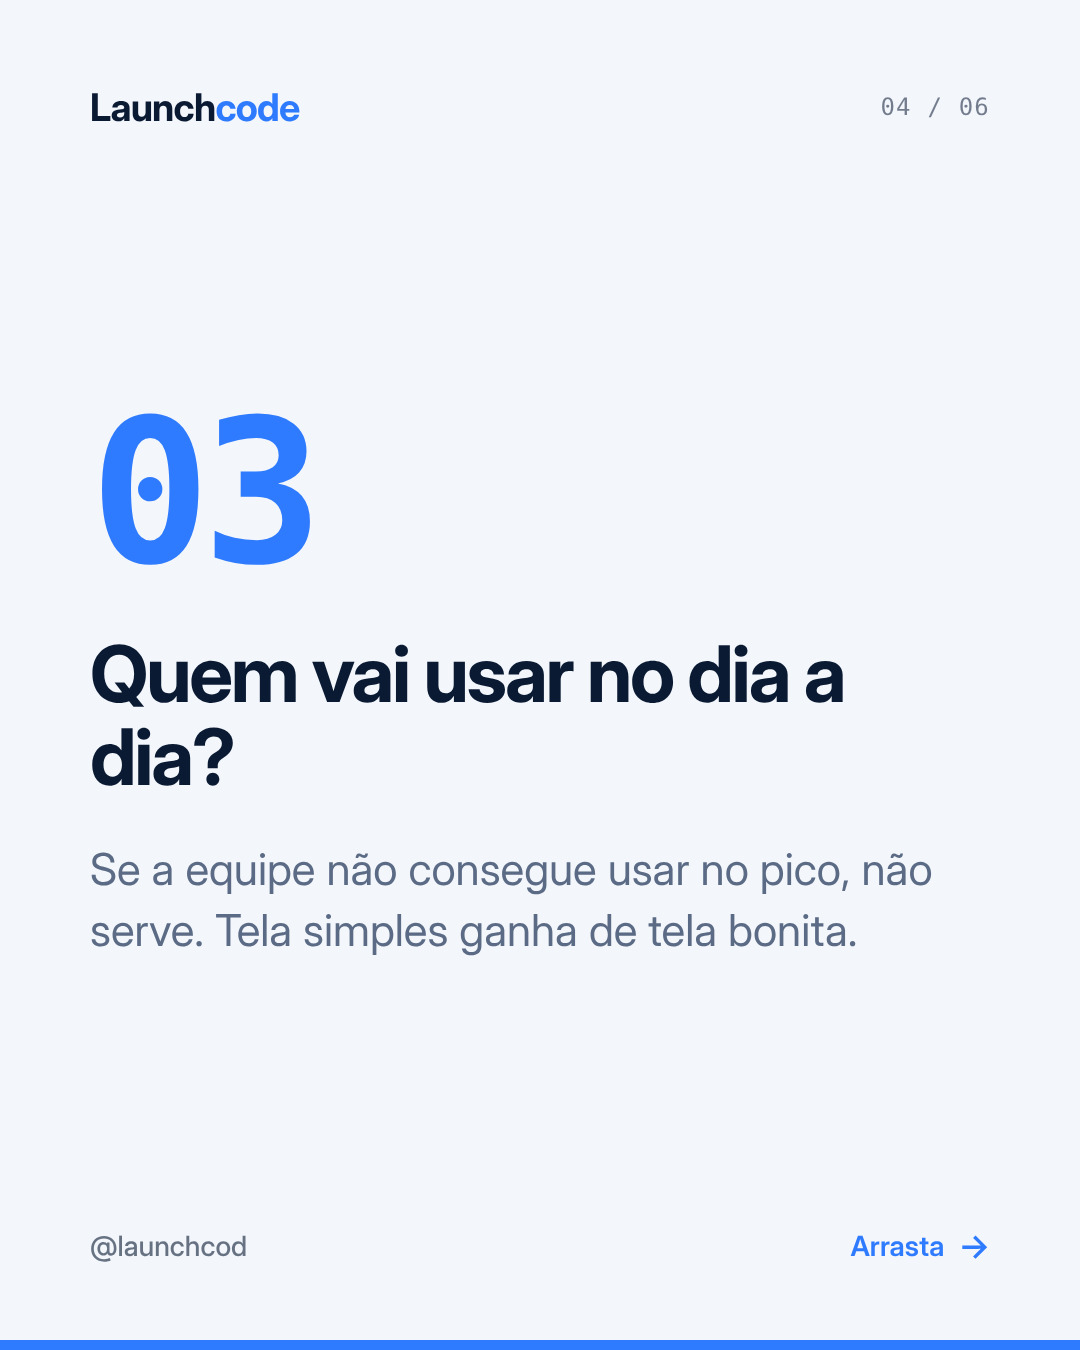 Launchcode
04 / 06
03
Quem vai usar no dia a
dia?
Se a equipe não consegue usar no pico, não
serve. Tela simples ganha de tela bonita.
@launchcod
Arrasta →